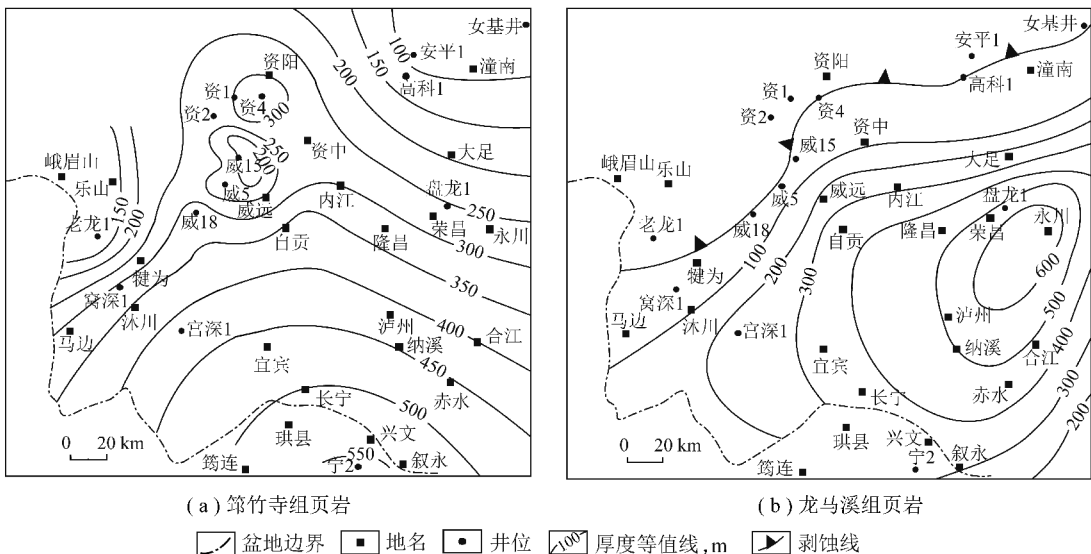 女基井
安平1
潼南
高科1
100
150
200
资阳
资1
资4
资2
300
250
200
威15
资中
大足
峨眉山
乐山
150
200
老龙1
威5
威远
威18
内江
盘龙1
250
荣昌
永川
300
自贡
隆昌
犍为
窝深1
沐川
350
马边
宫深1
泸州
400
合江
宜宾
纳溪
450
赤水
长宁
500
珙县
兴文
550
筠连
宁2
叙永
0 20 km
(a) 筇竹寺组页岩
女基井
安平1
潼南
高科1
资阳
资1
资4
资2
资中
威15
大足
峨眉山
乐山
威5
威远
内江
盘龙1
永川
荣昌
老龙1
威18
100
自贡
隆昌
200
犍为
300
600
窝深1
沐川
500
马边
宫深1
泸州
400
宜宾
纳溪
合江
300
长宁
赤水
200
珙县
兴文
宁2
叙永
筠连
0 20 km
(b) 龙马溪组页岩
盆地边界 地名 井位 100 厚度等值线,m 剥蚀线